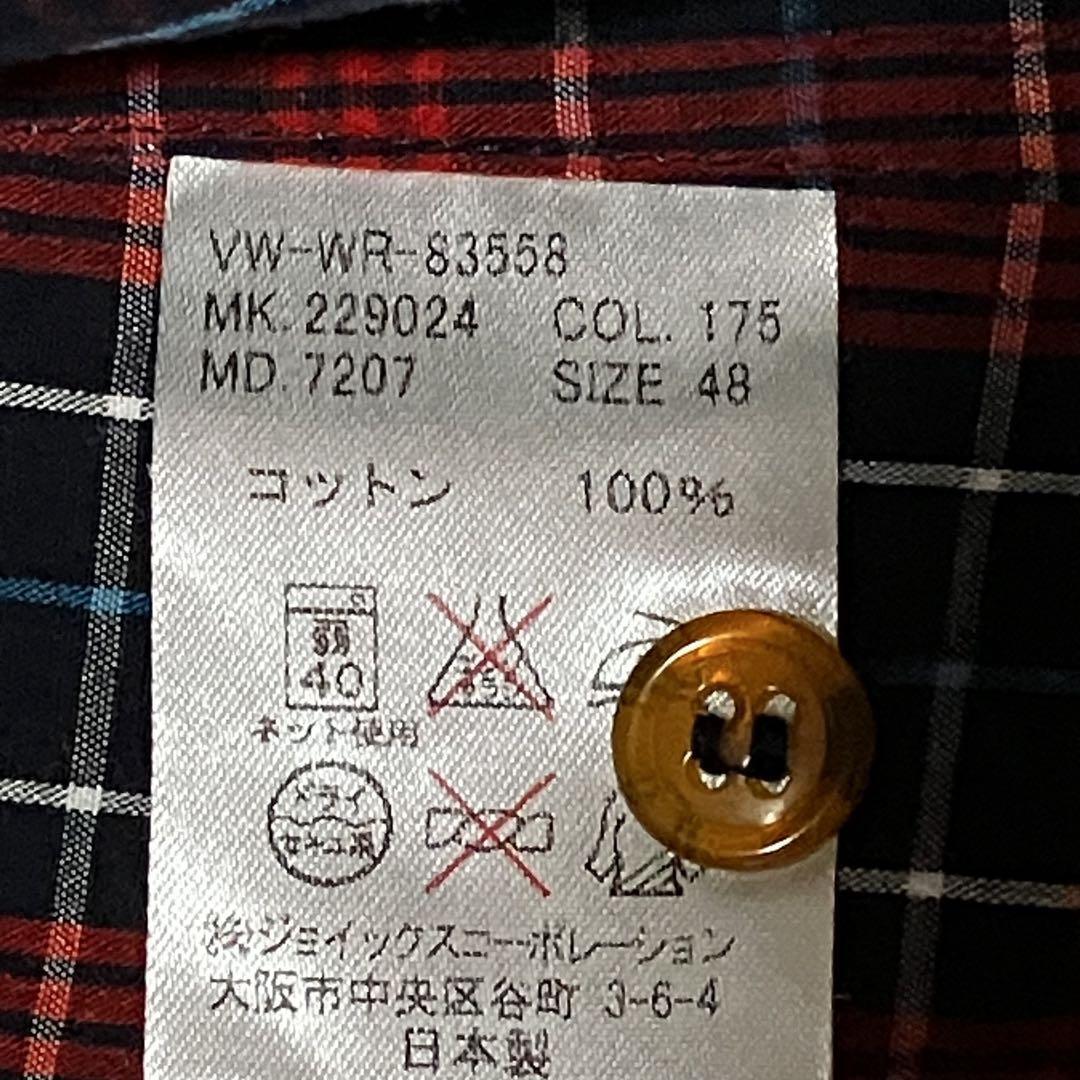 VW-WR-83558
MK. 229024 COL. 175
MD. 7207 SIZE 48
コットン 100%
弱
40
ネット使用
ドライ
セキユ系
㈱ジョイックスコーポレーション
大阪市中央区谷町 3-6-4
日本製